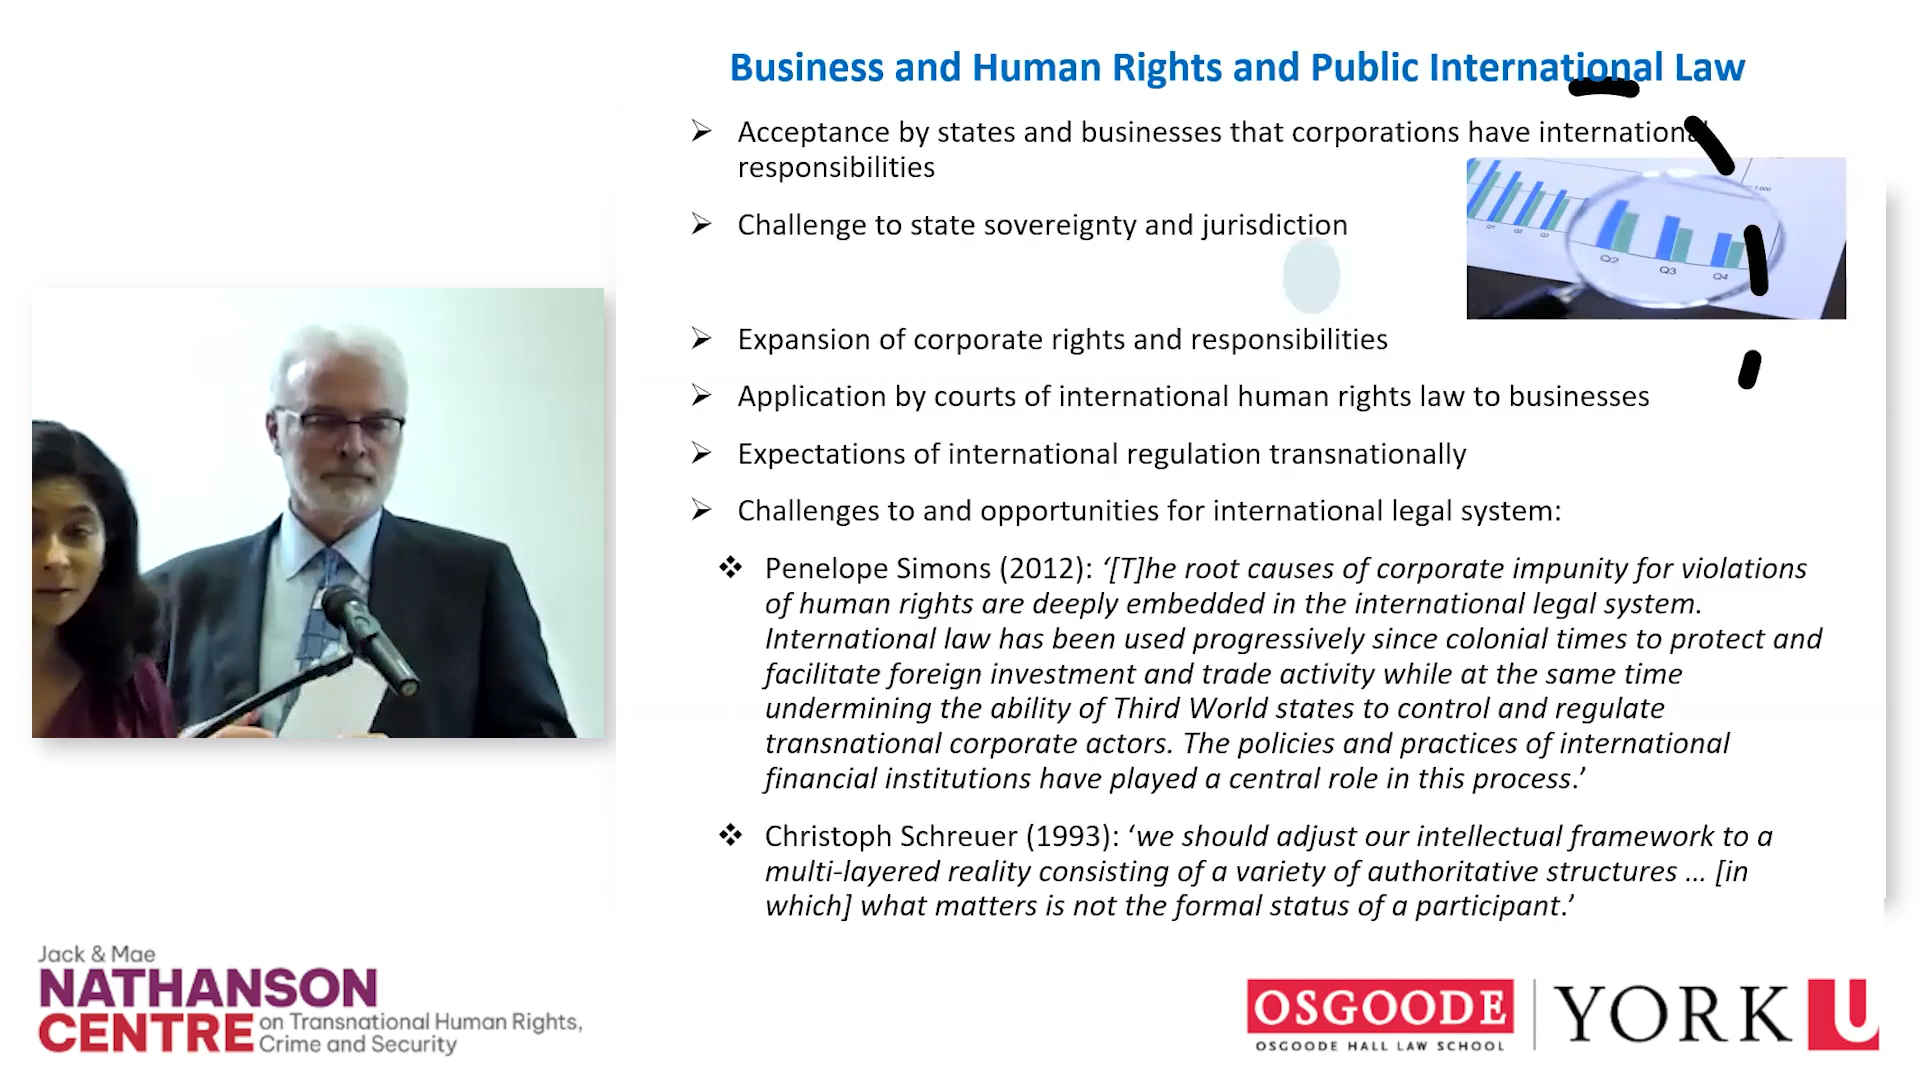 Business and Human Rights and Public International Law
➢ Acceptance by states and businesses that corporations have international
responsibilities
➢ Challenge to state sovereignty and jurisdiction
1,000
Q1 Q2 Q3
Q2 Q3 Q4
➢ Expansion of corporate rights and responsibilities
➢ Application by courts of international human rights law to businesses
➢ Expectations of international regulation transnationally
➢ Challenges to and opportunities for international legal system:
❖ Penelope Simons (2012): ‘[T]he root causes of corporate impunity for violations
of human rights are deeply embedded in the international legal system.
International law has been used progressively since colonial times to protect and
facilitate foreign investment and trade activity while at the same time
undermining the ability of Third World states to control and regulate
transnational corporate actors. The policies and practices of international
financial institutions have played a central role in this process.’
❖ Christoph Schreuer (1993): ‘we should adjust our intellectual framework to a
multi-layered reality consisting of a variety of authoritative structures … [in
which] what matters is not the formal status of a participant.’
Jack & Mae
NATHANSON
CENTRE on Transnational Human Rights,
Crime and Security
OSGOODE
OSGOODE HALL LAW SCHOOL
YORK U